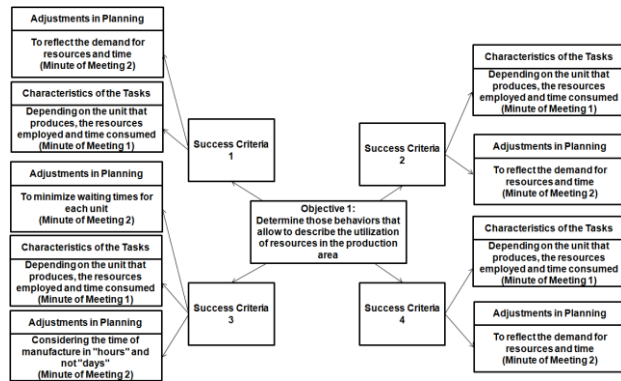 Adjustments in Planning
To reflect the demand for
resources and time
(Minute of Meeting 2)
Characteristics of the Tasks
Depending on the unit that
produces, the resources
employed and time consumed
(Minute of Meeting 1)
Success Criteria
1
Adjustments in Planning
To minimize waiting times for
each unit
(Minute of Meeting 2)
Characteristics of the Tasks
Depending on the unit that
produces, the resources
employed and time consumed
(Minute of Meeting 1)
Adjustments in Planning
Considering the time of
manufacture in "hours" and
not "days"
(Minute of Meeting 2)
Success Criteria
3
Objective 1:
Determine those behaviors that
allow to describe the utilization
of resources in the production
area
Success Criteria
2
Characteristics of the Tasks
Depending on the unit that
produces, the resources
employed and time consumed
(Minute of Meeting 1)
Adjustments in Planning
To reflect the demand for
resources and time
(Minute of Meeting 2)
Success Criteria
4
Characteristics of the Tasks
Depending on the unit that
produces, the resources
employed and time consumed
(Minute of Meeting 1)
Adjustments in Planning
To reflect the demand for
resources and time
(Minute of Meeting 2)